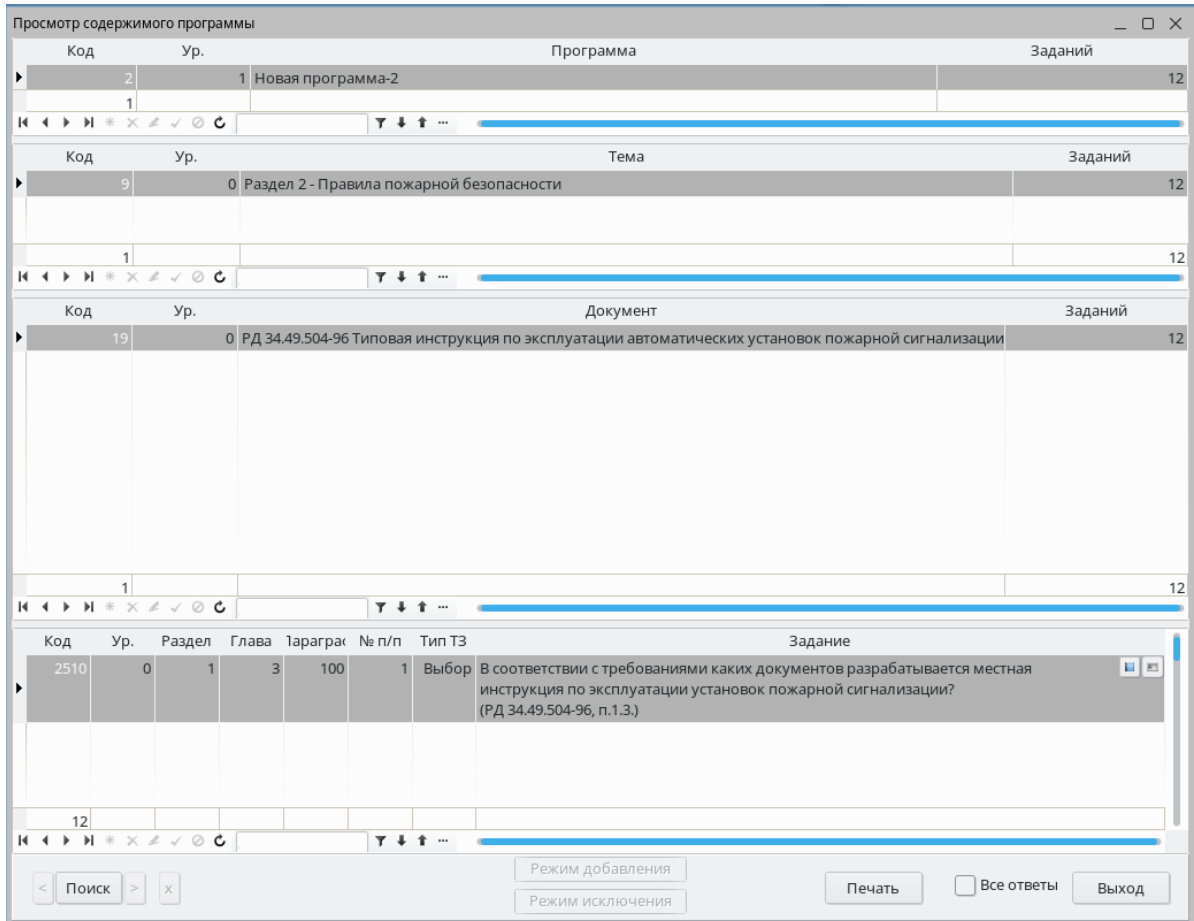 Просмотр содержимого программы
Код Ур. Программа Заданий
2 1 Новая программа-2 12
1
Код Ур. Тема Заданий
9 0 Раздел 2 - Правила пожарной безопасности 12
1 12
Код Ур. Документ Заданий
19 0 РД 34.49.504-96 Типовая инструкция по эксплуатации автоматических установок пожарной сигнализации 12
1 12
Код Ур. Раздел Глава Параграф № п/п Тип ТЗ Задание
2510 0 1 3 100 1 Выбор В соответствии с требованиями каких документов разрабатывается местная
инструкция по эксплуатации установок пожарной сигнализации?
(РД 34.49.504-96, п.1.3.)
12
Режим добавления
< Поиск > x Печать Все ответы Выход
Режим исключения